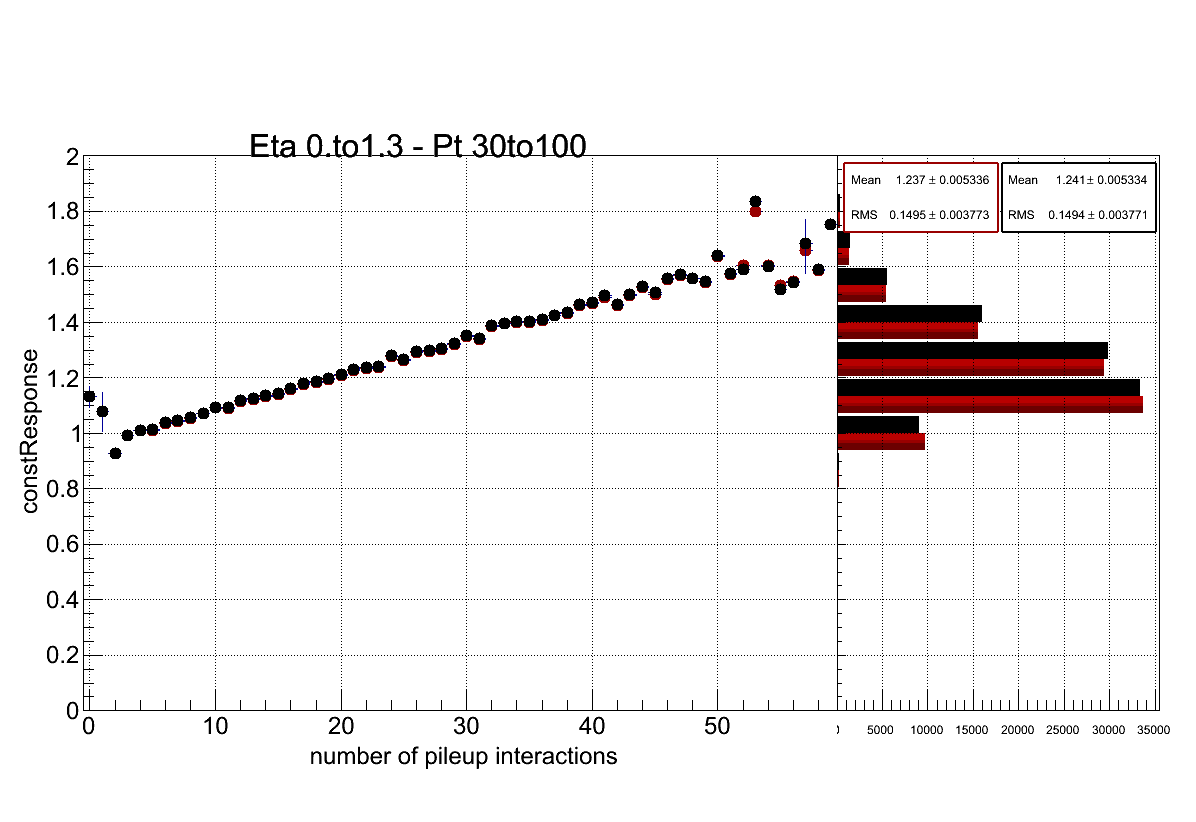 Eta 0.to1.3 - Pt 30to100
2
1.8
1.6
1.4
1.2
1
0.8
0.6
0.4
0.2
0
constResponse
0 10 20 30 40 50
number of pileup interactions
Mean 1.237 ± 0.005336
RMS 0.1495 ± 0.003773
Mean 1.241 ± 0.005334
RMS 0.1494 ± 0.003771
5000 10000 15000 20000 25000 30000 35000